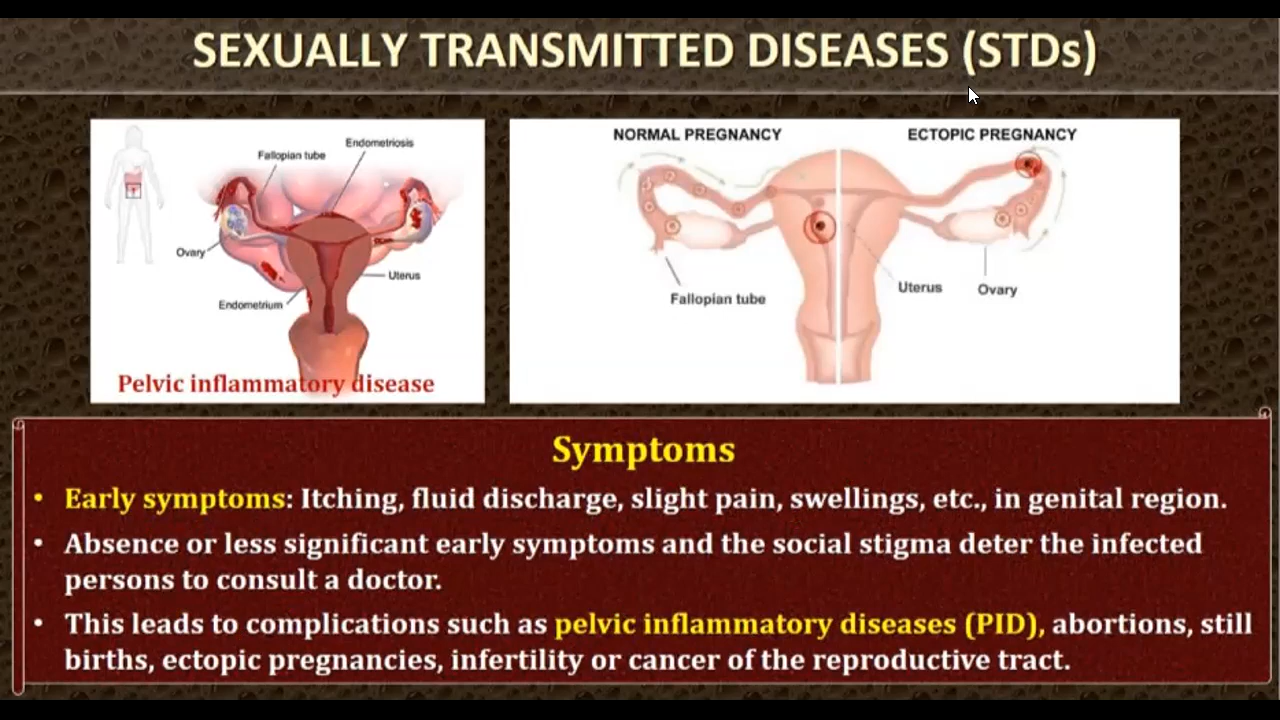 SEXUALLY TRANSMITTED DISEASES (STDs)
Endometriosis
Fallopian tube
Ovary
Uterus
Endometrium
Pelvic inflammatory disease
NORMAL PREGNANCY
ECTOPIC PREGNANCY
Fallopian tube
Uterus
Ovary
Symptoms
• Early symptoms: Itching, fluid discharge, slight pain, swellings, etc., in genital region.
• Absence or less significant early symptoms and the social stigma deter the infected
persons to consult a doctor.
• This leads to complications such as pelvic inflammatory diseases (PID), abortions, still
births, ectopic pregnancies, infertility or cancer of the reproductive tract.